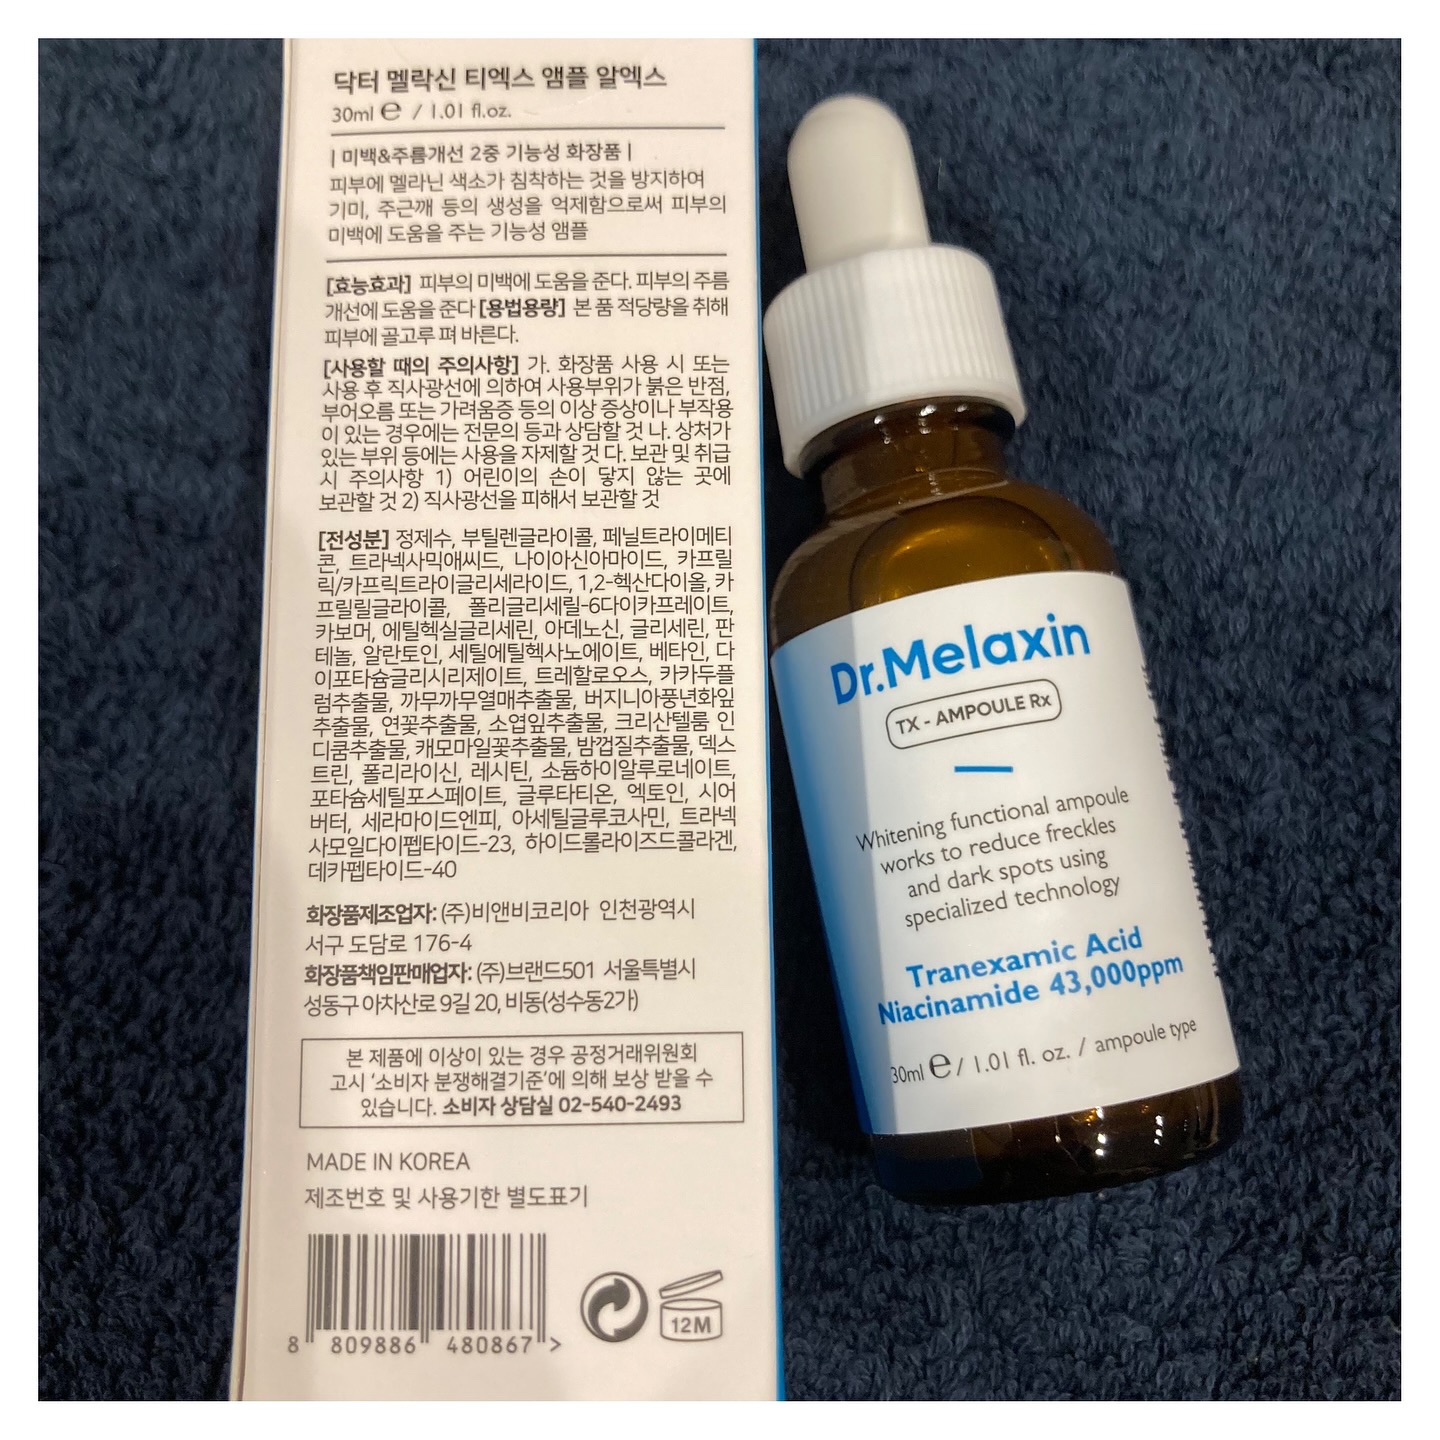 닥터 멜락신 티엑스 앰플 알엑스
30ml ℮ / 1.01 fl.oz.
| 미백&주름개선 2중 기능성 화장품 |
피부에 멜라닌 색소가 침착하는 것을 방지하여
기미, 주근깨 등의 생성을 억제함으로써 피부의
미백에 도움을 주는 기능성 앰플
[효능효과] 피부의 미백에 도움을 준다. 피부의 주름
개선에 도움을 준다 [용법용량] 본 품 적당량을 취해
피부에 골고루 펴 바른다.
[사용할 때의 주의사항] 가. 화장품 사용 시 또는
사용 후 직사광선에 의하여 사용부위가 붉은 반점,
부어오름 또는 가려움증 등의 이상 증상이나 부작용
이 있는 경우에는 전문의 등과 상담할 것 나. 상처가
있는 부위 등에는 사용을 자제할 것 다. 보관 및 취급
시 주의사항 1) 어린이의 손이 닿지 않는 곳에
보관할 것 2) 직사광선을 피해서 보관할 것
[전성분] 정제수, 부틸렌글라이콜, 페닐트라이메티
콘, 트라넥사믹애씨드, 나이아신아마이드, 카프릴
릭/카프릭트라이글리세라이드, 1,2-헥산다이올, 카
프릴릴글라이콜, 폴리글리세릴-6다이카프레이트,
카보머, 에틸헥실글리세린, 아데노신, 글리세린, 판
테놀, 알란토인, 세틸에틸헥사노에이트, 베타인, 다
이포타슘글리시리제이트, 트레할로오스, 카카두플
럼추출물, 까무까무열매추출물, 버지니아풍년화잎
추출물, 연꽃추출물, 소엽잎추출물, 크리산텔룸 인
디쿰추출물, 캐모마일꽃추출물, 밤껍질추출물, 덱스
트린, 폴리라이신, 레시틴, 소듐하이알루로네이트,
포타슘세틸포스페이트, 글루타티온, 엑토인, 시어
버터, 세라마이드엔피, 아세틸글루코사민, 트라넥
사모일다이펩타이드-23, 하이드롤라이즈드콜라겐,
데카펩타이드-40
화장품제조업자: (주)비앤비코리아 인천광역시
서구 도담로 176-4
화장품책임판매업자: (주)브랜드501 서울특별시
성동구 아차산로 9길 20, 비동(성수동2가)
본 제품에 이상이 있는 경우 공정거래위원회
고시 '소비자 분쟁해결기준'에 의해 보상 받을 수
있습니다. 소비자 상담실 02-540-2493
MADE IN KOREA
제조번호 및 사용기한 별도표기
8 809886 480867 >
12M
Dr.Melaxin
TX - AMPOULE Rx
Whitening functional ampoule
works to reduce freckles
and dark spots using
specialized technology
Tranexamic Acid
Niacinamide 43,000ppm
30ml ℮ / 1.01 fl. oz. / ampoule type